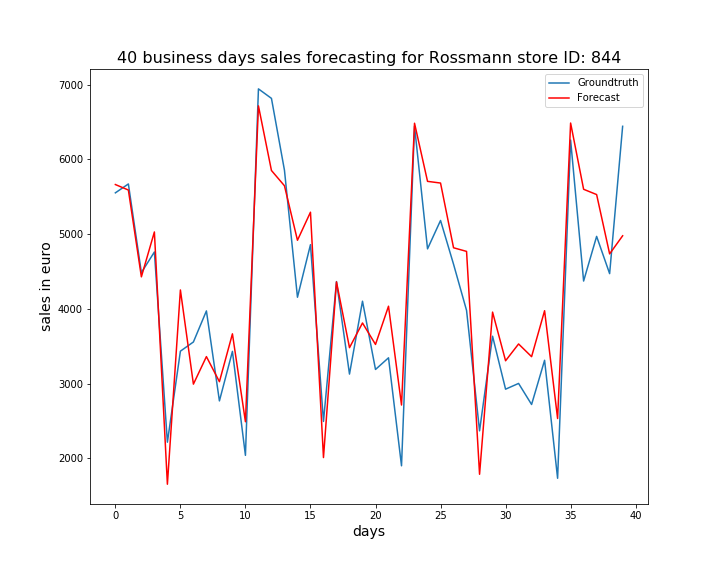 40 business days sales forecasting for Rossmann store ID: 844
Groundtruth
Forecast
sales in euro
7000
6000
5000
4000
3000
2000
0 5 10 15 20 25 30 35 40
days